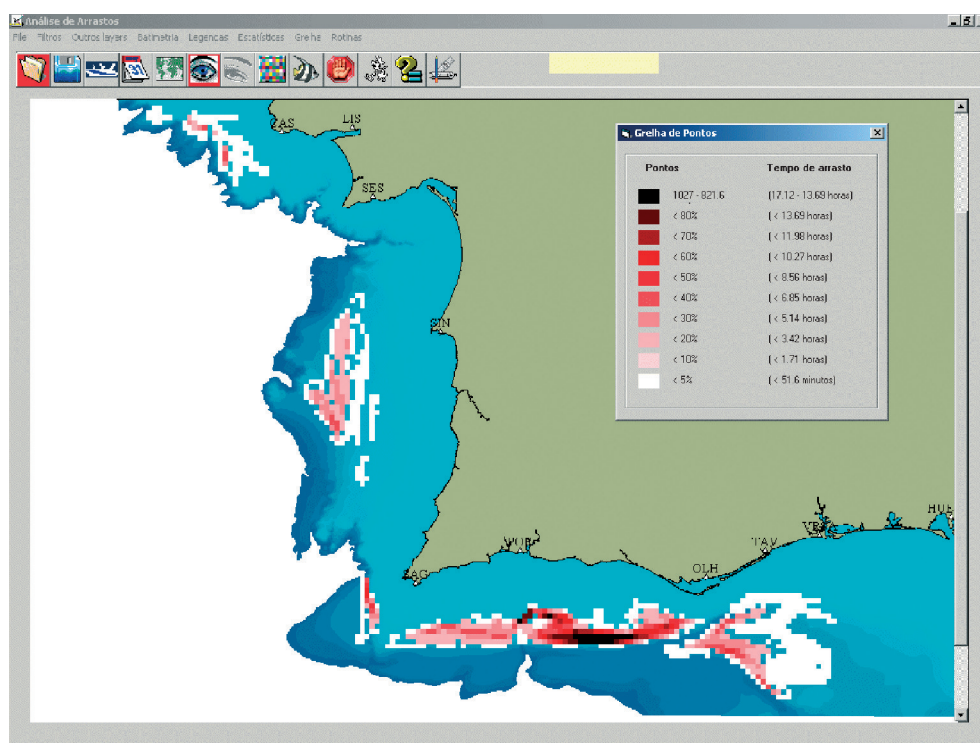 Análise de Arrastos
File Filtros Outros layers Batimetria Legencas Estatísticas Grelha Rotinas
CAS
LIS
SES
SIN
SAG
POR
OLH
TAV
HUE
Grelha de Pontos
Pontos Tempo de arrasto
1027 - 821.6 (17.12 - 13.69 horas)
< 80% ( < 13.69 horas)
< 70% ( < 11.98 horas)
< 60% ( < 10.27 horas)
< 50% ( < 8.56 horas)
< 40% ( < 6.85 horas)
< 30% ( < 5.14 horas)
< 20% ( < 3.42 horas)
< 10% ( < 1.71 horas)
< 5% ( < 51.6 minutos)